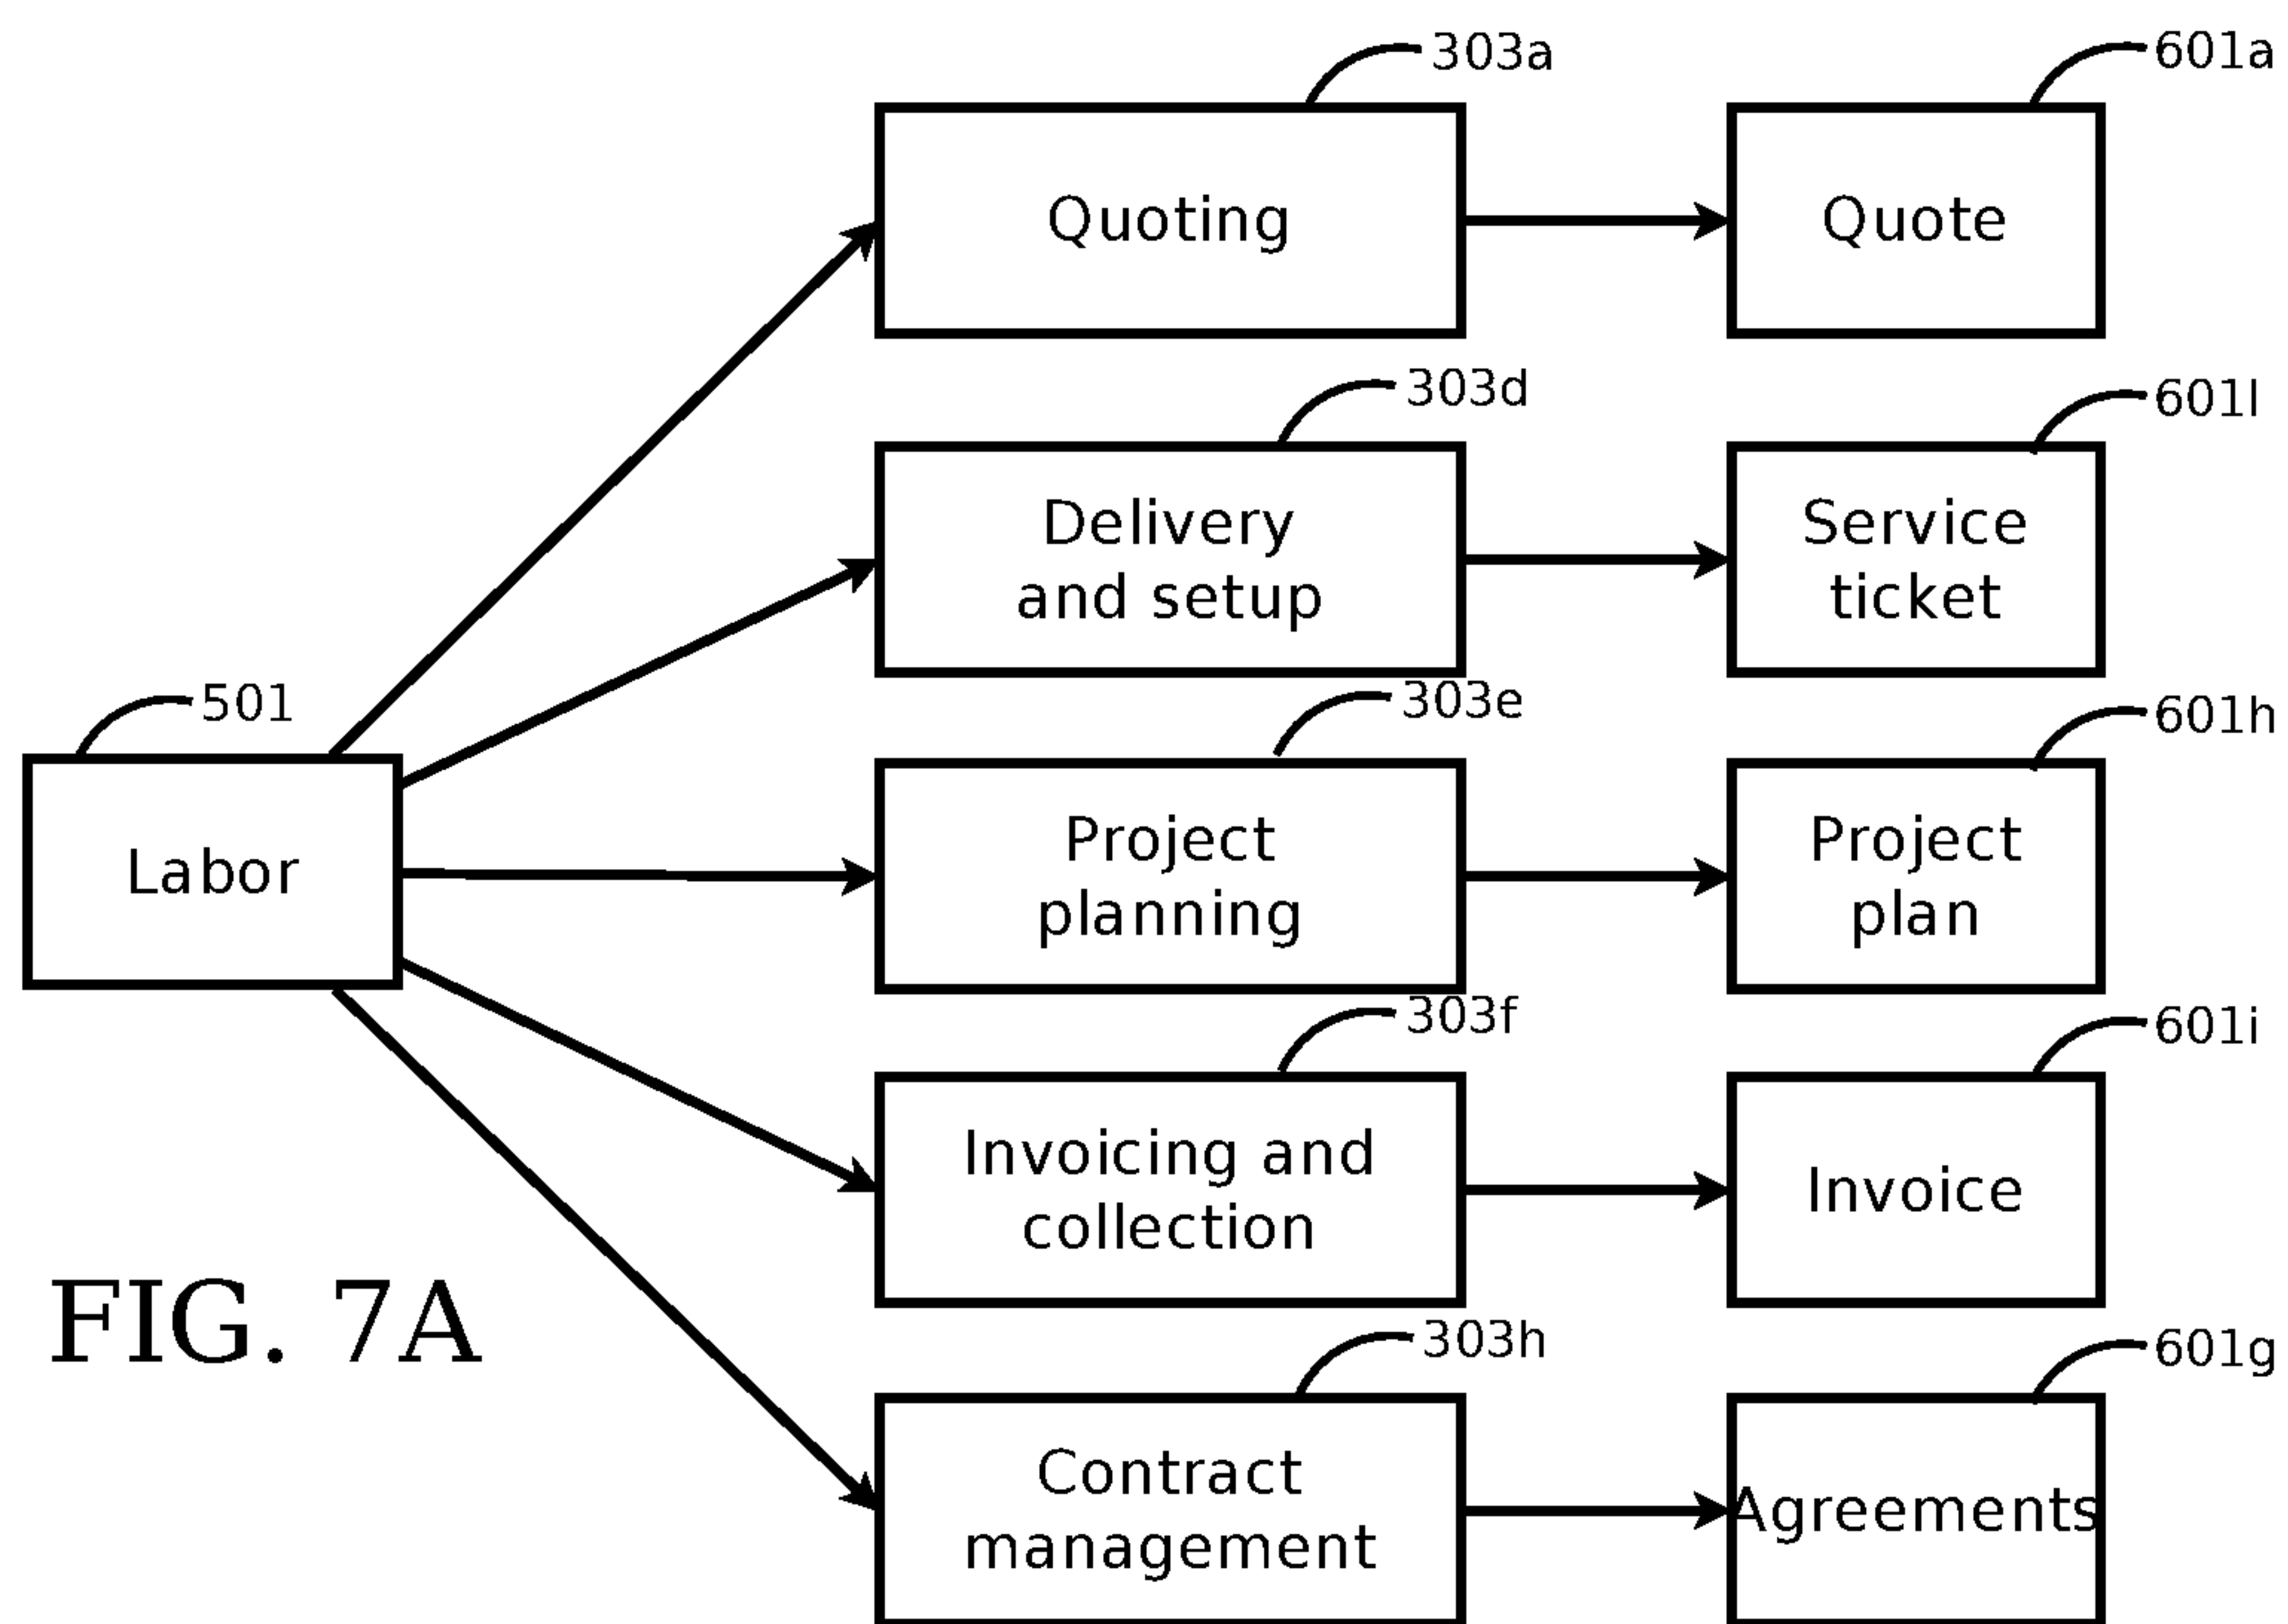 303a
601a
Quoting
Quote
303d
601l
Delivery
and setup
Service
ticket
501
303e
601h
Labor
Project
planning
Project
plan
303f
601i
Invoicing and
collection
Invoice
FIG. 7A
303h
601g
Contract
management
Agreements